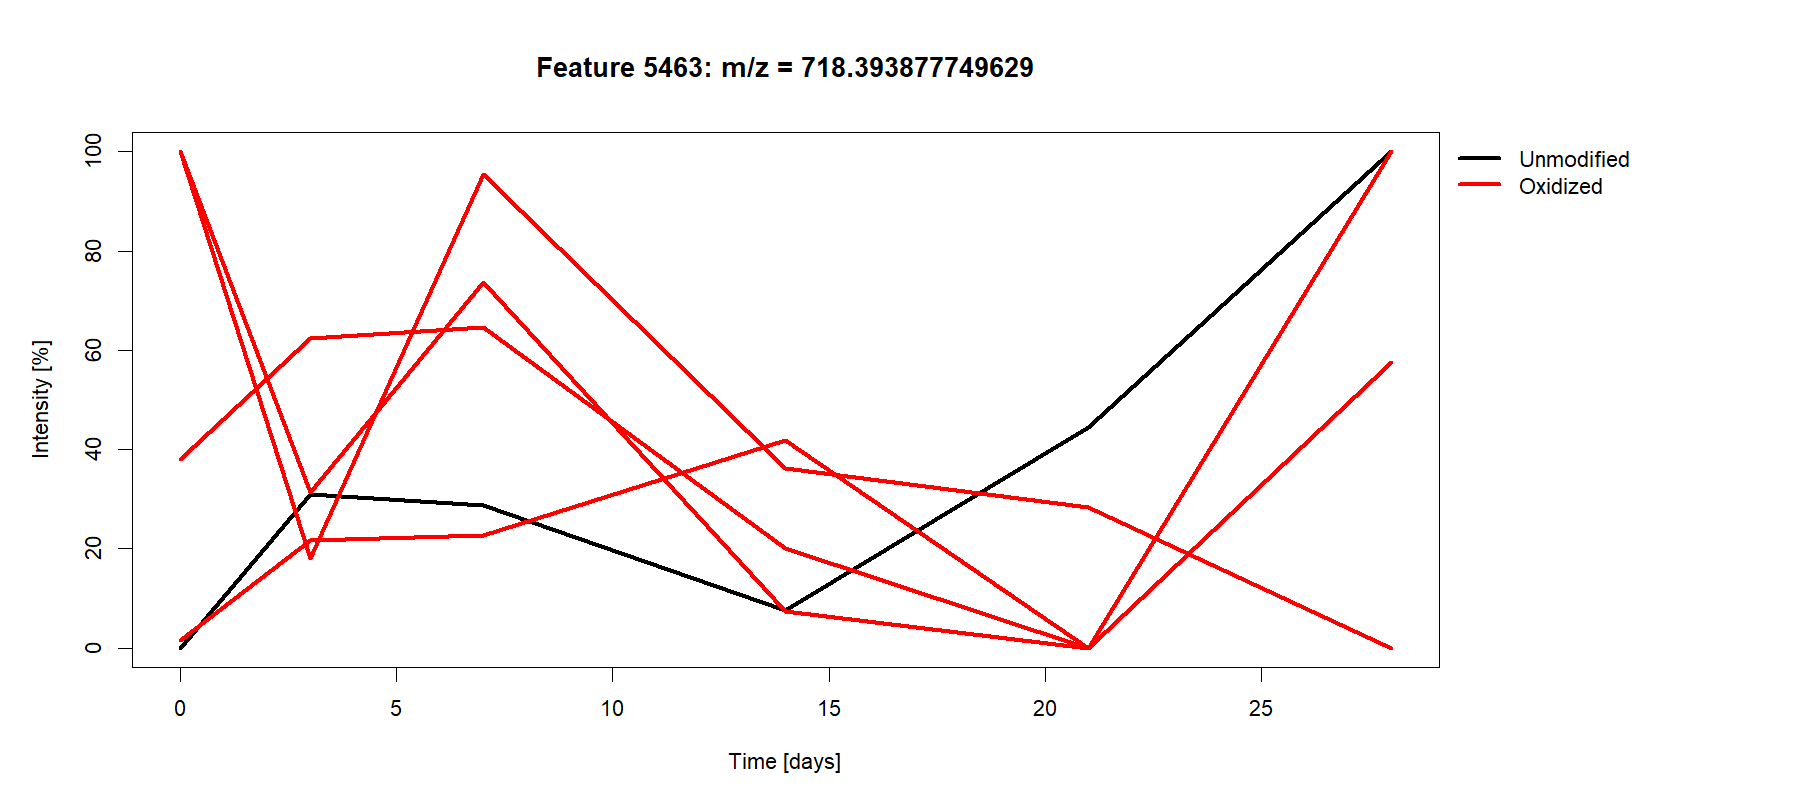 Feature 5463: m/z = 718.393877749629
Unmodified
Oxidized
Intensity [%]
100
80
60
40
20
0
0 5 10 15 20 25
Time [days]